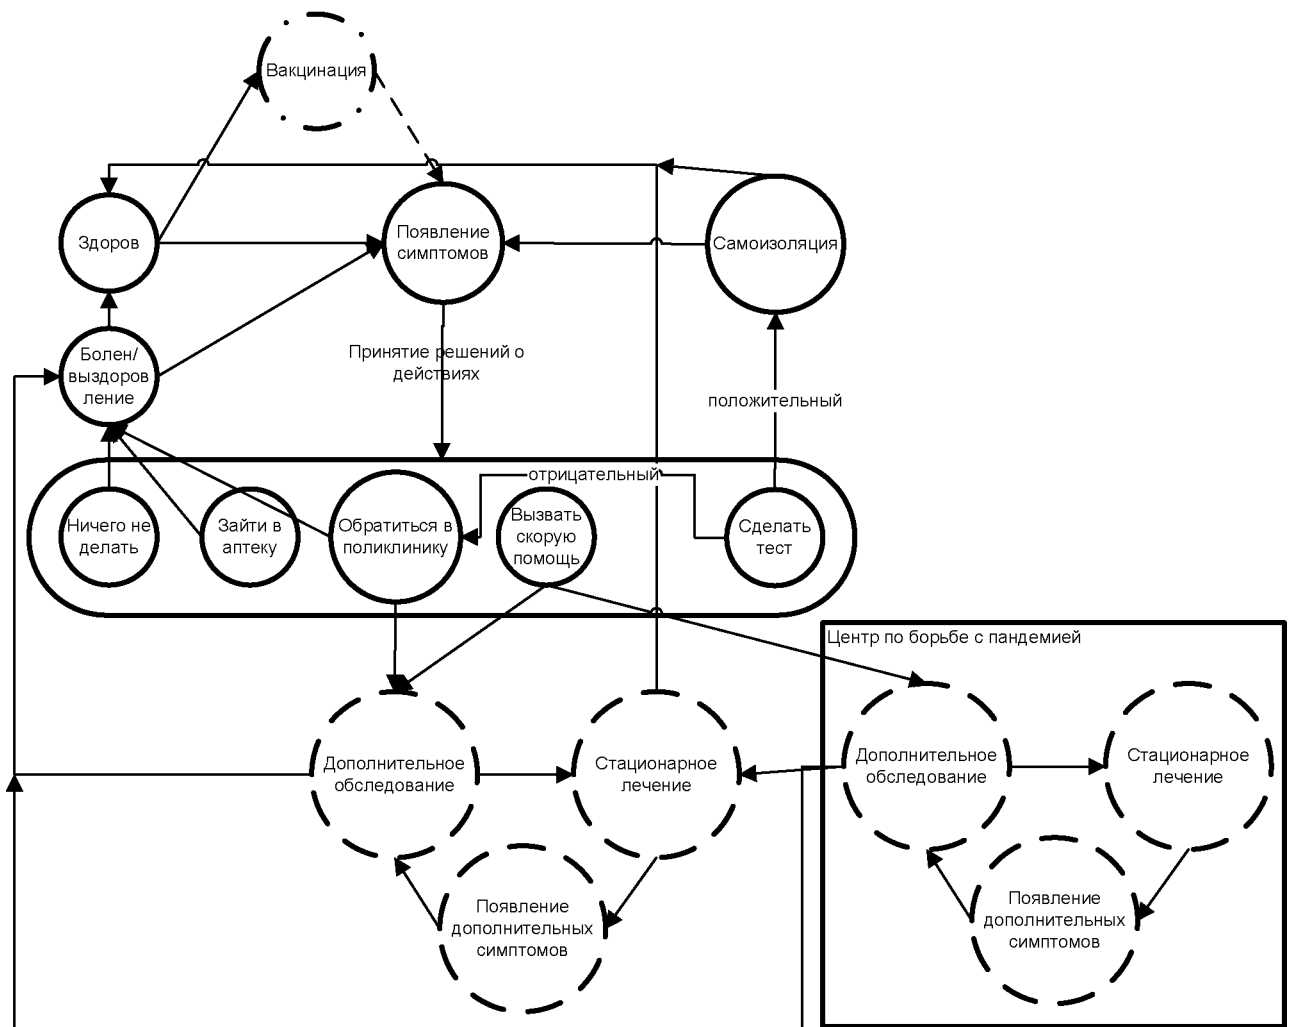 Вакцинация
Здоров
Появление
симптомов
Самоизоляция
Болен/
выздоров
ление
Принятие решений о
действиях
положительный
отрицательный
Ничего не
делать
Зайти в
аптеку
Обратиться в
поликлинику
Вызвать
скорую
помощь
Сделать
тест
Центр по борьбе с пандемией
Дополнительное
обследование
Стационарное
лечение
Дополнительное
обследование
Стационарное
лечение
Появление
дополнительных
симптомов
Появление
дополнительных
симптомов